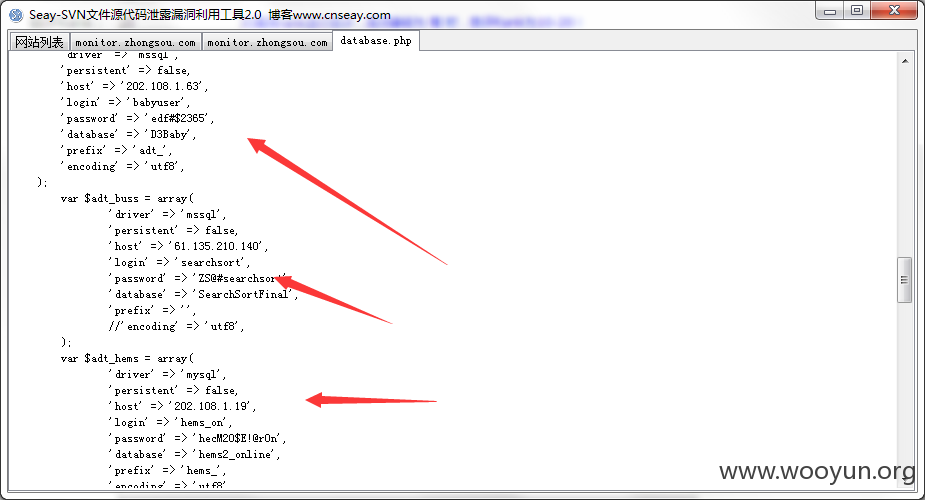 Seay-SVN文件源代码泄露漏洞利用工具2.0 博客www.cnseay.com
网站列表 monitor.zhongsou.com monitor.zhongsou.com database.php
'driver' => 'mssql',
'persistent' => false,
'host' => '202.108.1.63',
'login' => 'babyuser',
'password' => 'edf#$2365',
'database' => 'D3Baby',
'prefix' => 'adt_',
'encoding' => 'utf8',
);
var $adt_buss = array(
'driver' => 'mssql',
'persistent' => false,
'host' => '61.135.210.140',
'login' => 'searchsort',
'password' => 'ZS@#searchsort'
'database' => 'SearchSortFinal',
'prefix' => '',
//'encoding' => 'utf8',
);
var $adt_hems = array(
'driver' => 'mysql',
'persistent' => false,
'host' => '202.108.1.19',
'login' => 'hems_on',
'password' => 'hecM2O$E!@rOn',
'database' => 'hems2_online',
'prefix' => 'hems_',
'encoding' => 'utf8'
www.wooyun.org